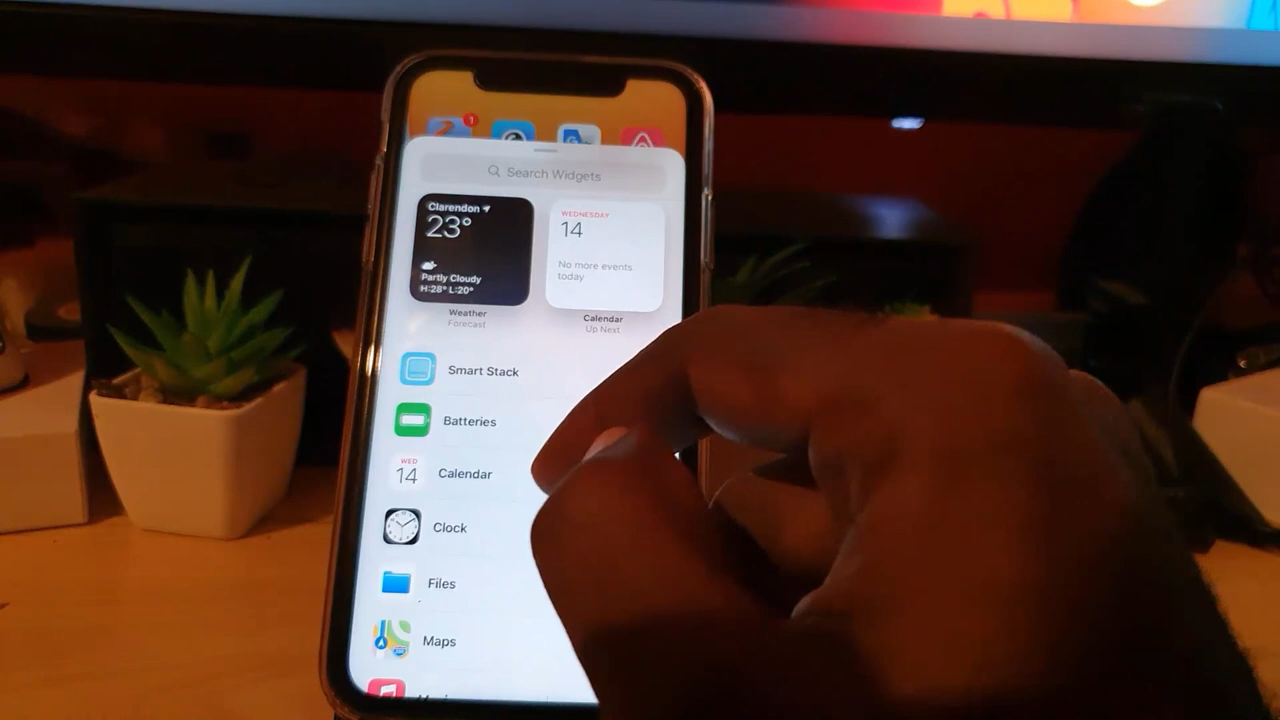 1
Search Widgets
Clarendon
23°
Partly Cloudy
H:28° L:20°
Weather
Forecast
WEDNESDAY
14
No more events
today
Calendar
Up Next
Smart Stack
Batteries
WED
14
Calendar
Clock
Files
Maps